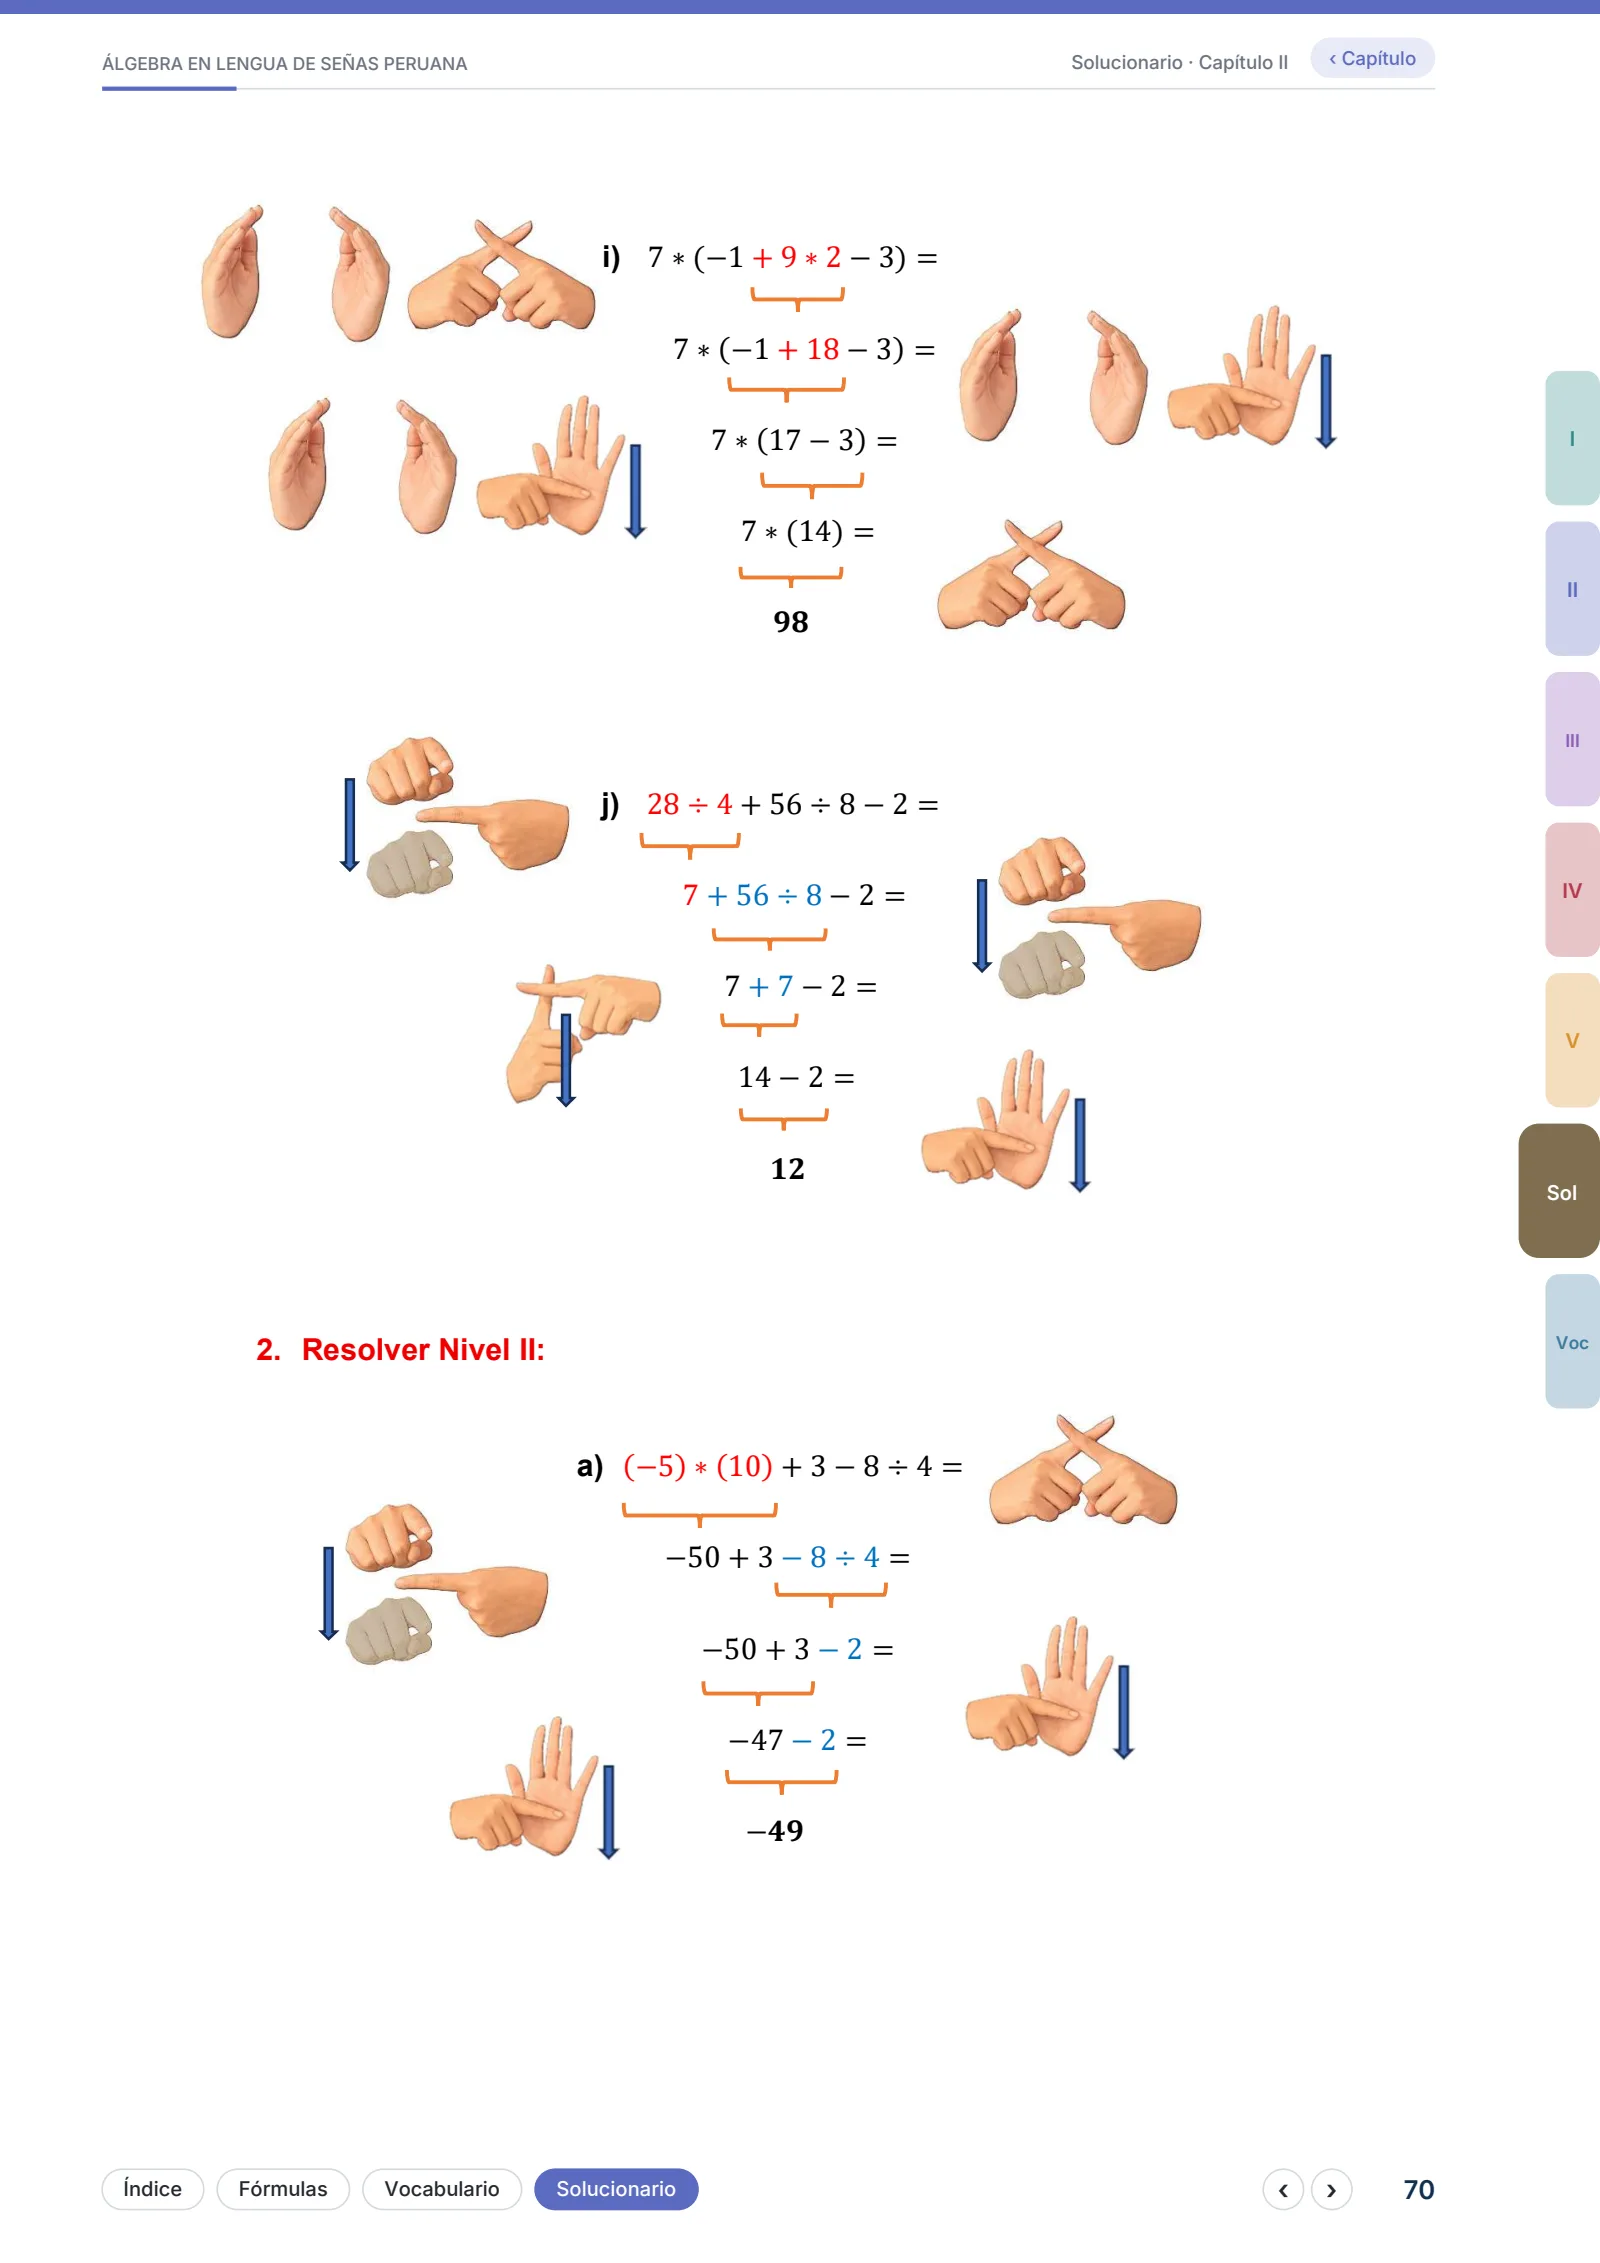 ÁLGEBRA EN LENGUA DE SEÑAS PERUANA
Solucionario · Capítulo II
‹ Capítulo
i) 7 ∗ (−1 + 9 ∗ 2 − 3) =
7 ∗ (−1 + 18 − 3) =
7 ∗ (17 − 3) =
7 ∗ (14) =
98
j) 28 ÷ 4 + 56 ÷ 8 − 2 =
7 + 56 ÷ 8 − 2 =
7 + 7 − 2 =
14 − 2 =
12
2. Resolver Nivel II:
a) (−5) ∗ (10) + 3 − 8 ÷ 4 =
−50 + 3 − 8 ÷ 4 =
−50 + 3 − 2 =
−47 − 2 =
−49
I
II
III
IV
V
Sol
Voc
Índice
Fórmulas
Vocabulario
Solucionario
‹
›
70